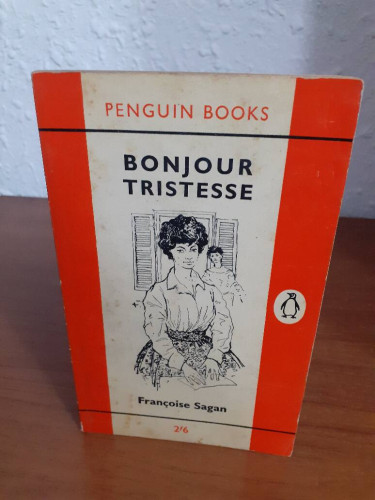 PENGUIN BOOKS
BONJOUR
TRISTESSE
Françoise Sagan
2/6